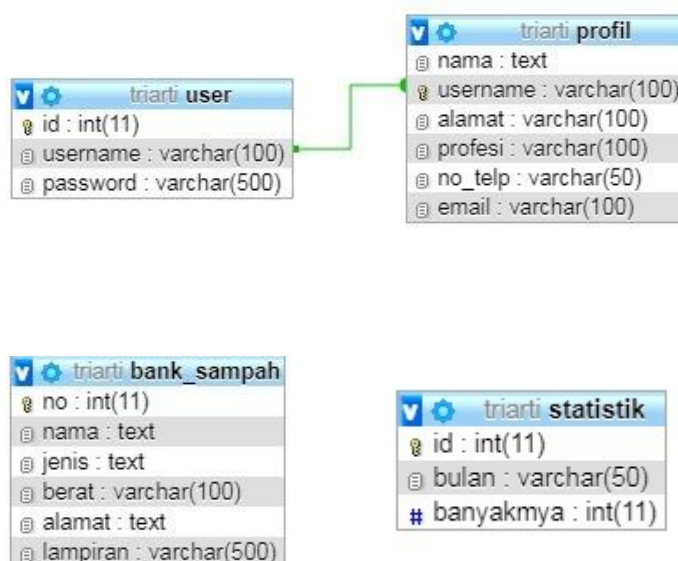 triarti user
id : int(11)
username : varchar(100)
password : varchar(500)
triarti profil
nama : text
username : varchar(100)
alamat : varchar(100)
profesi : varchar(100)
no_telp : varchar(50)
email : varchar(100)
triarti bank_sampah
no : int(11)
nama : text
jenis : text
berat : varchar(100)
alamat : text
lampiran : varchar(500)
triarti statistik
id : int(11)
bulan : varchar(50)
# banyakmya : int(11)